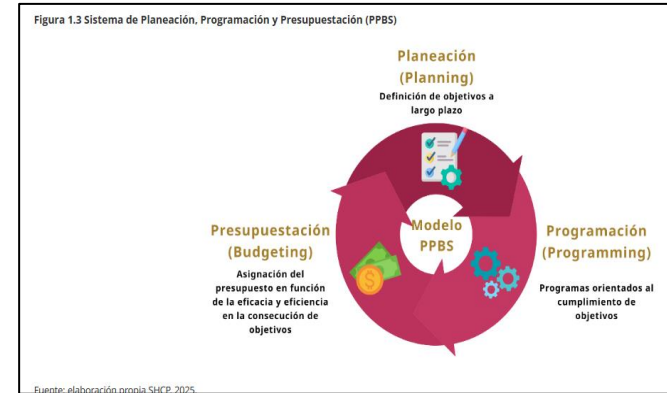 Figura 1.3 Sistema de Planeación, Programación y Presupuestación (PPBS)
Planeación
(Planning)
Definición de objetivos a
largo plazo
Modelo
PPBS
Programación
(Programming)
Programas orientados al
cumplimiento de
objetivos
Presupuestación
(Budgeting)
Asignación del
presupuesto en función
de la eficacia y eficiencia
en la consecución de
objetivos
Fuente: elaboración propia SHCP, 2025.